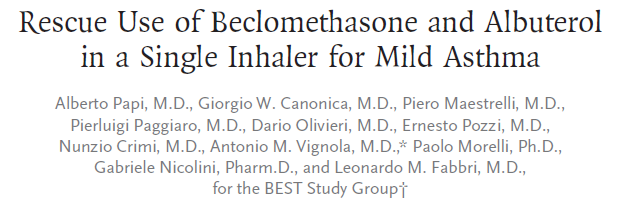 Rescue Use of Beclomethasone and Albuterol
in a Single Inhaler for Mild Asthma
Alberto Papi, M.D., Giorgio W. Canonica, M.D., Piero Maestrelli, M.D.,
Pierluigi Paggiaro, M.D., Dario Olivieri, M.D., Ernesto Pozzi, M.D.,
Nunzio Crimi, M.D., Antonio M. Vignola, M.D.,* Paolo Morelli, Ph.D.,
Gabriele Nicolini, Pharm.D., and Leonardo M. Fabbri, M.D.,
for the BEST Study Group†